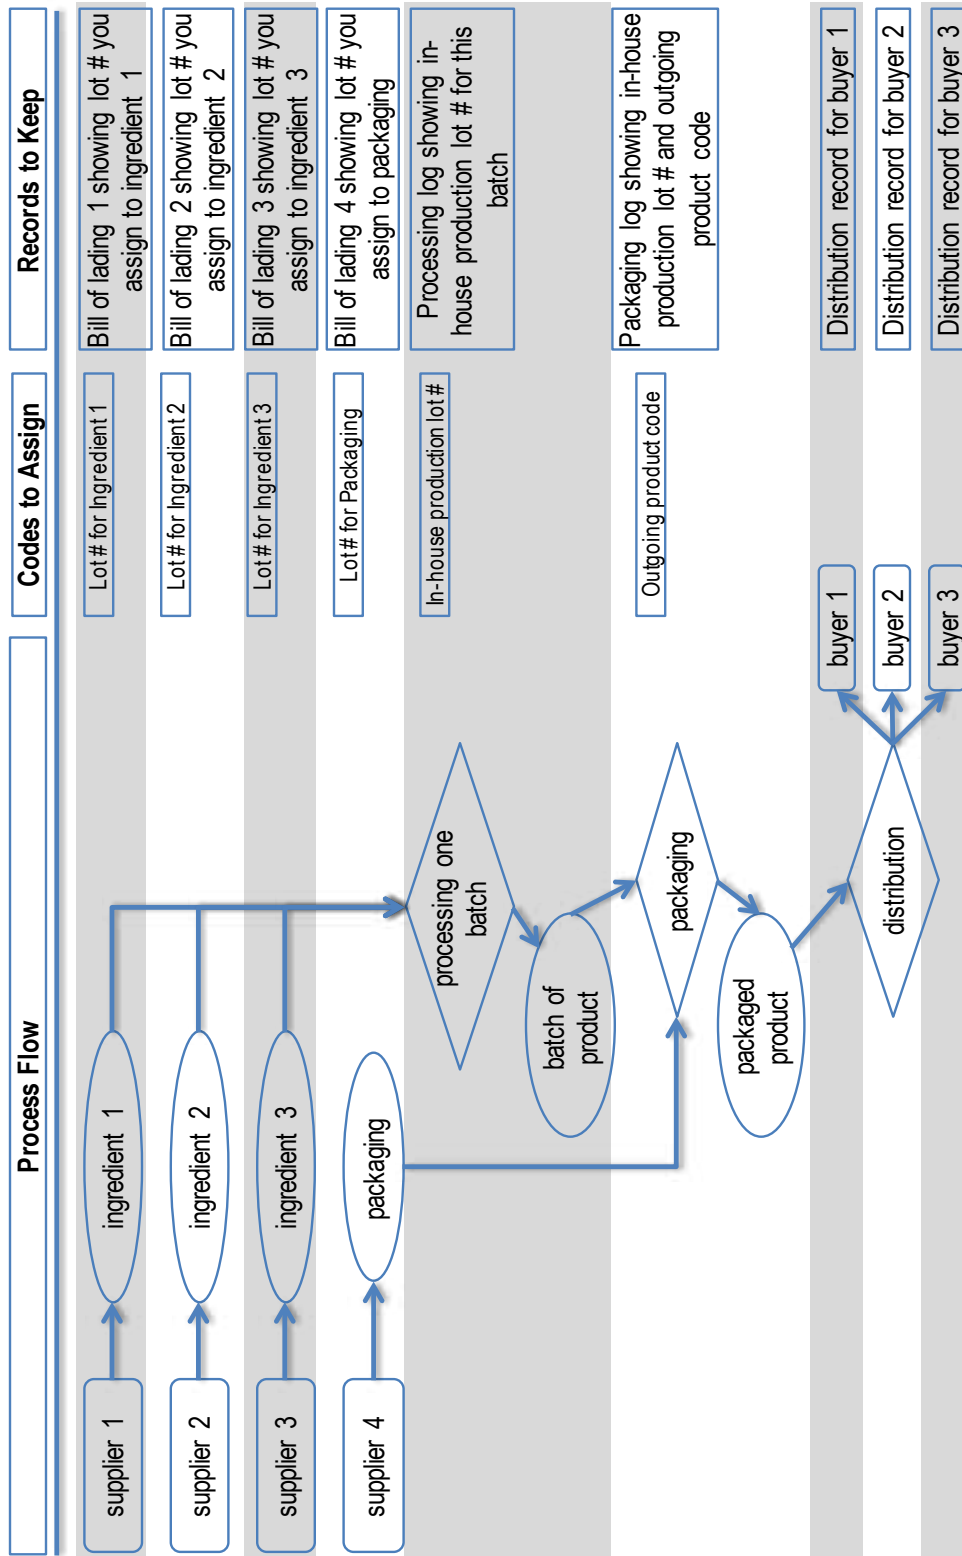 Process Flow
Codes to Assign
Records to Keep
supplier 1
ingredient 1
Lot # for Ingredient 1
Bill of lading 1 showing lot # you
assign to ingredient 1
supplier 2
ingredient 2
Lot # for Ingredient 2
Bill of lading 2 showing lot # you
assign to ingredient 2
supplier 3
ingredient 3
Lot # for Ingredient 3
Bill of lading 3 showing lot # you
assign to ingredient 3
supplier 4
packaging
Lot # for Packaging
Bill of lading 4 showing lot # you
assign to packaging
processing one
batch
In-house production lot #
Processing log showing in-
house production lot # for this
batch
batch of
product
packaging
Outgoing product code
Packaging log showing in-house
production lot # and outgoing
product code
packaged
product
distribution
buyer 1
Distribution record for buyer 1
buyer 2
Distribution record for buyer 2
buyer 3
Distribution record for buyer 3